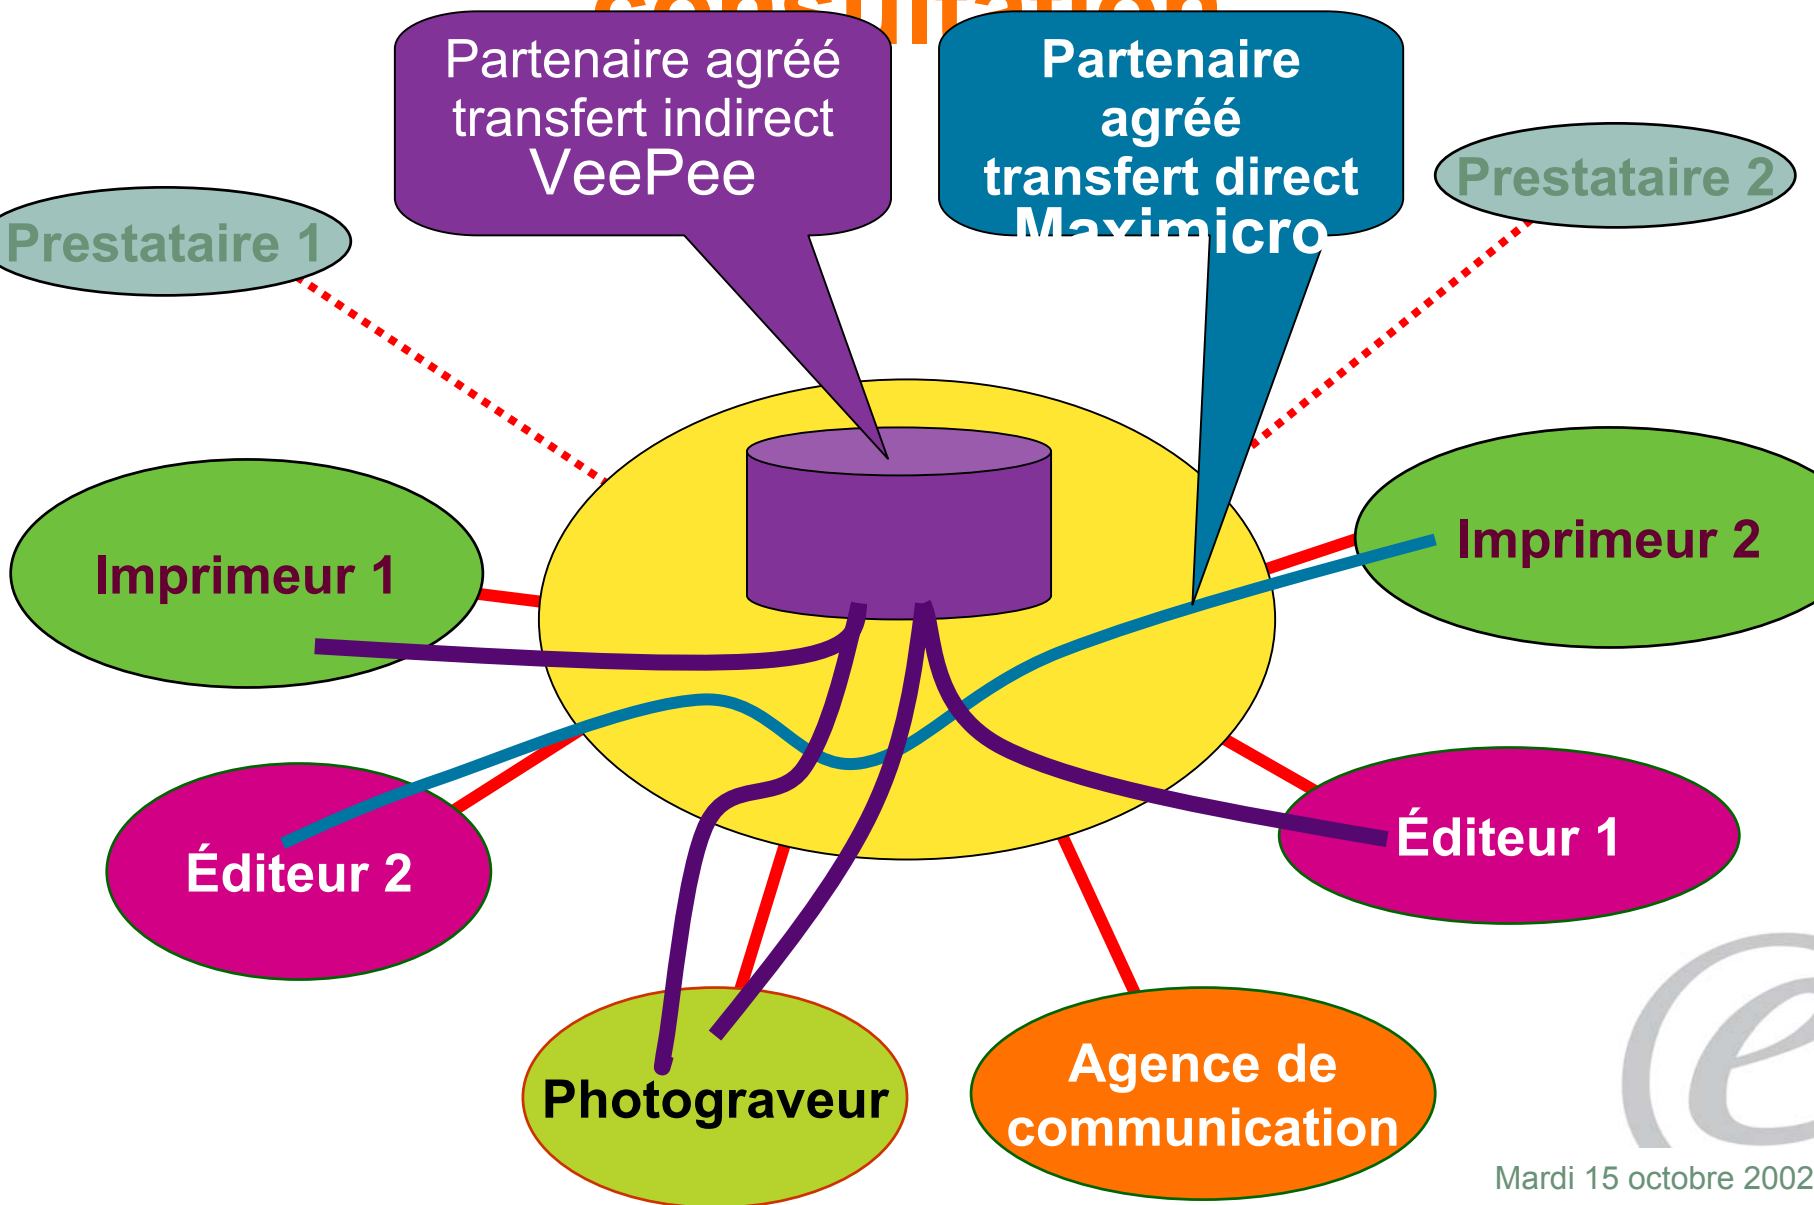 consultation
Partenaire agréé
transfert indirect
VeePee
Partenaire
agréé
transfert direct
Maximicro
Prestataire 1
Prestataire 2
Imprimeur 1
Imprimeur 2
Éditeur 2
Éditeur 1
Photograveur
Agence de
communication
Mardi 15 octobre 2002